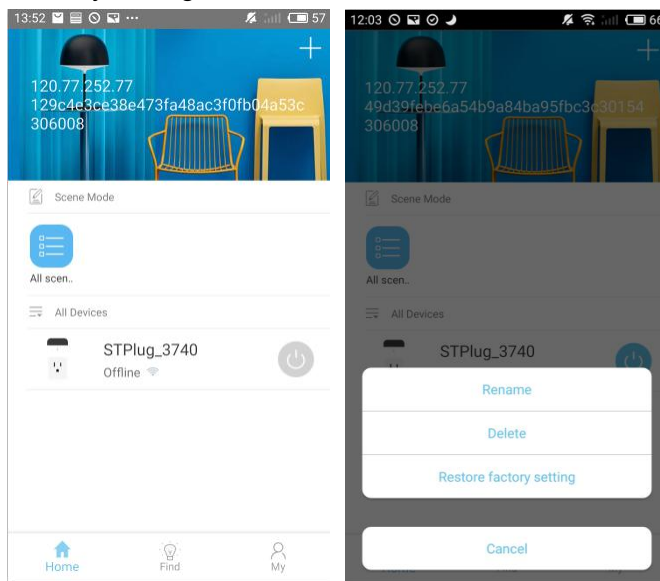 13:52 ••• 57
120.77.252.77
129c4e3ce38e473fa48ac3f0fb04a53c
306008
Scene Mode
All scen..
All Devices
STPlug_3740
Offline
Home
Find
My
12:03 66
120.77.252.77
49d39febe6a54b9a84ba95fbc3c30154
306008
Scene Mode
All scen..
All Devices
STPlug_3740
Rename
Delete
Restore factory setting
Cancel